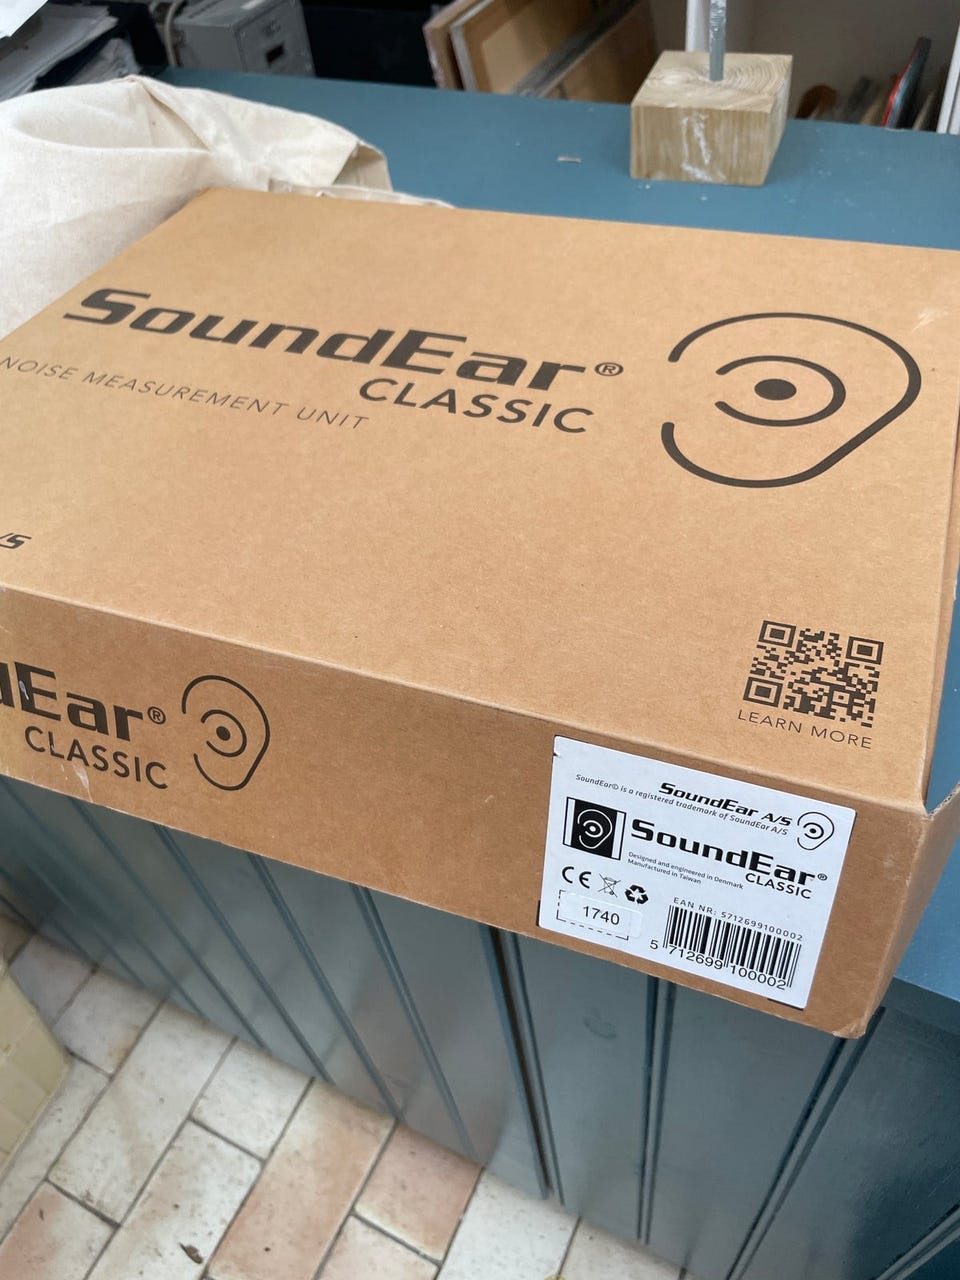 SoundEar®
CLASSIC
NOISE MEASUREMENT UNIT
/S
LEARN MORE
dEar®
CLASSIC
SoundEar A/S
SoundEar® is a registered trademark of SoundEar A/S
SoundEar®
CLASSIC
Designed and engineered in Denmark
Manufactured in Taiwan
CE
1740
EAN NR: 5712699100002
5 712699 100002